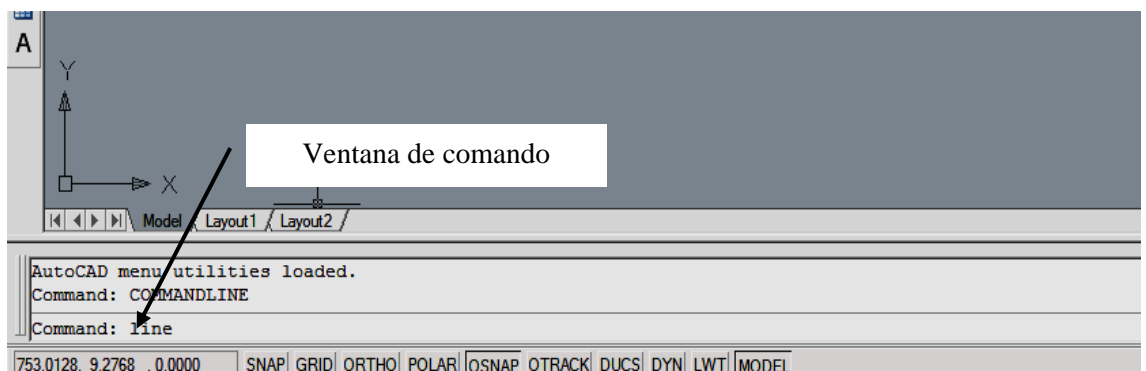 A
Y
Ventana de comando
X
Model Layout1 Layout2
AutoCAD menu utilities loaded.
Command: COMMANDLINE
Command: line
753.0128, 9.2768 , 0.0000 SNAP GRID ORTHO POLAR OSNAP OTRACK DUCS DYN LWT MODEL